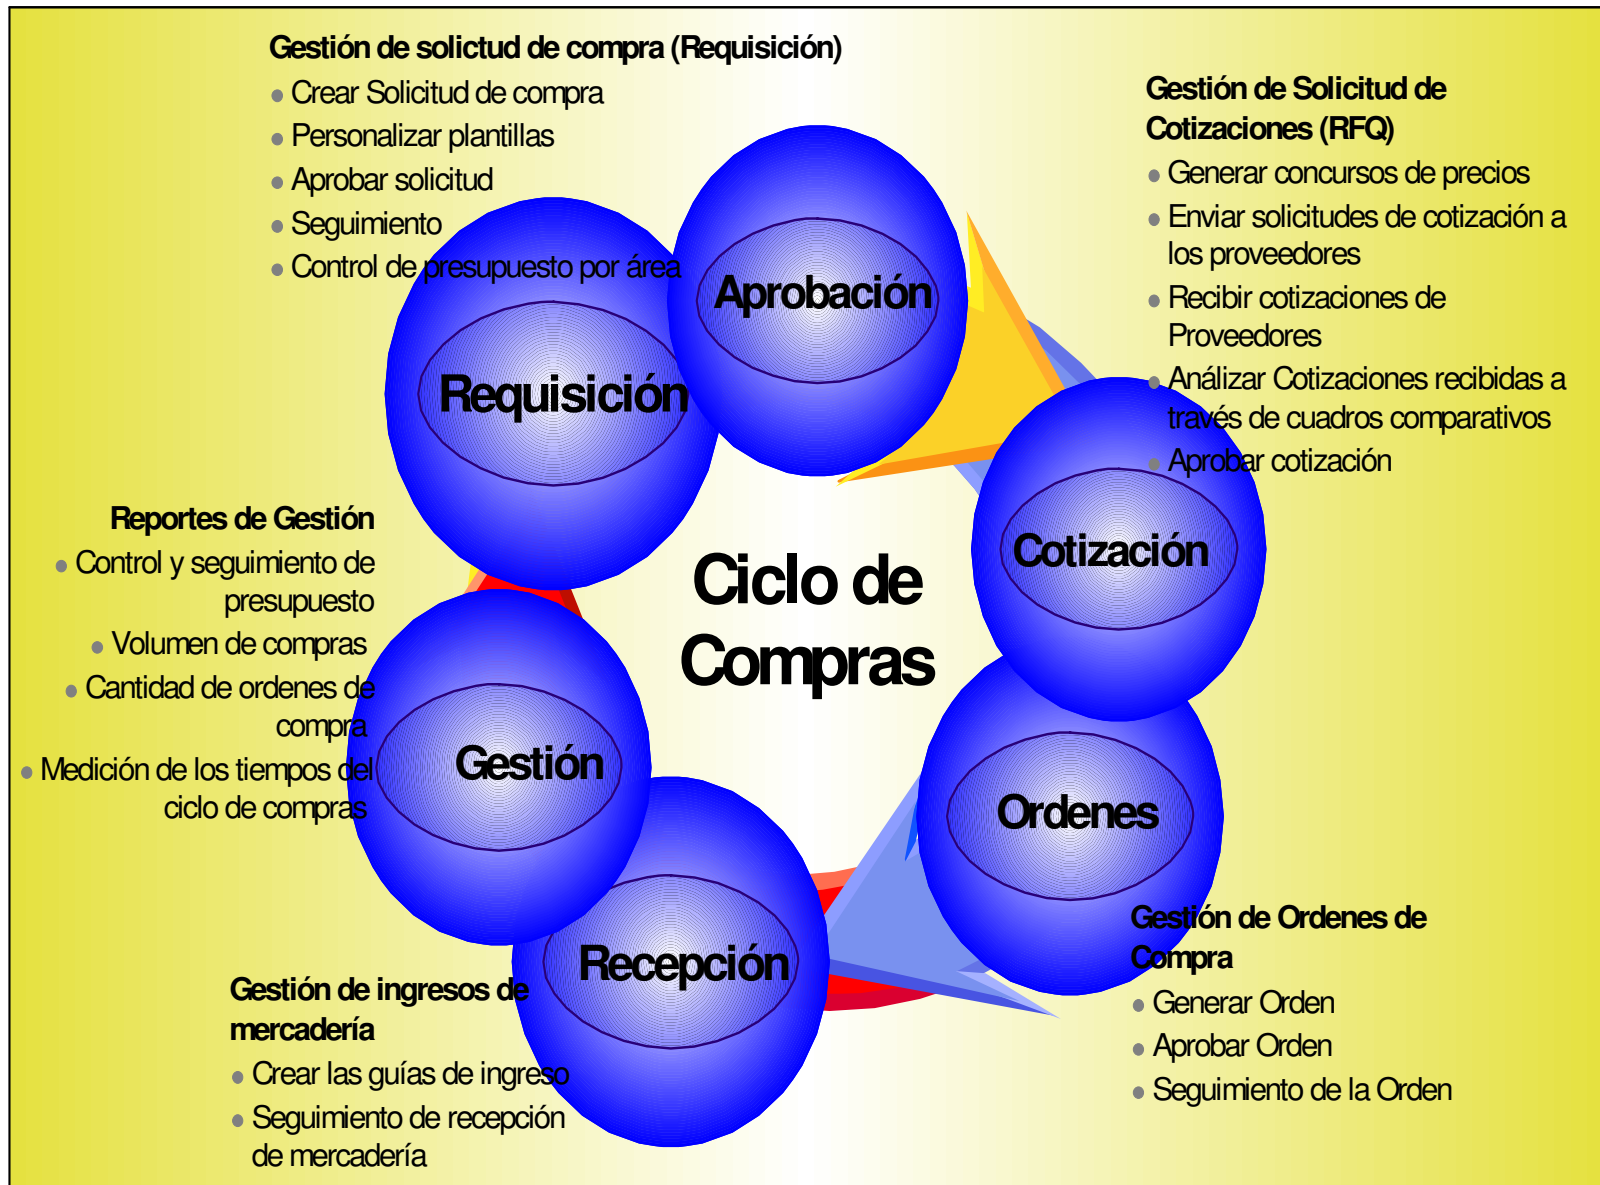 Gestión de solictud de compra (Requisición)
Crear Solicitud de compra
Personalizar plantillas
Aprobar solicitud
Seguimiento
Control de presupuesto por área
Gestión de Solicitud de
Cotizaciones (RFQ)
Generar concursos de precios
Enviar solicitudes de cotización a
los proveedores
Recibir cotizaciones de
Proveedores
Análizar Cotizaciones recibidas a
través de cuadros comparativos
Aprobar cotización
Aprobación
Requisición
Cotización
Ciclo de
Compras
Reportes de Gestión
Control y seguimiento de
presupuesto
Volumen de compras
Cantidad de ordenes de
compra
Medición de los tiempos del
ciclo de compras
Gestión
Ordenes
Recepción
Gestión de Ordenes de
Compra
Generar Orden
Aprobar Orden
Seguimiento de la Orden
Gestión de ingresos de
mercadería
Crear las guías de ingreso
Seguimiento de recepción
de mercadería